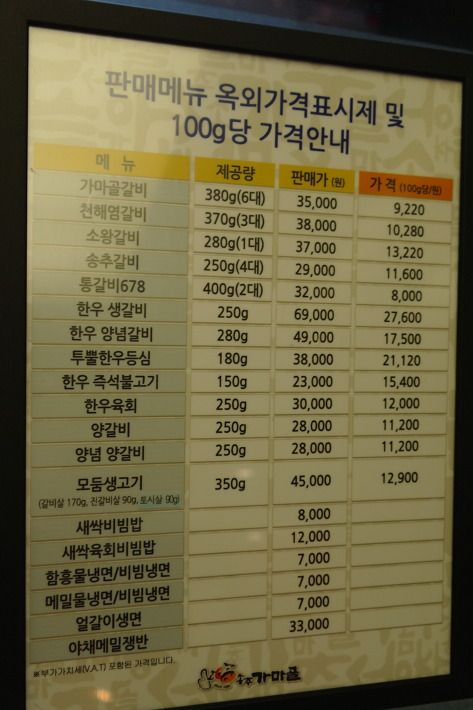 판매메뉴 옥외가격표시제 및
100g당 가격안내
메 뉴 제공량 판매가 (원) 가 격 (100g당/원)
가마골갈비 380g(6대) 35,000 9,220
천해염갈비 370g(3대) 38,000 10,280
소왕갈비 280g(1대) 37,000 13,220
송추갈비 250g(4대) 29,000 11,600
통갈비678 400g(2대) 32,000 8,000
한우 생갈비 250g 69,000 27,600
한우 양념갈비 280g 49,000 17,500
투뿔한우등심 180g 38,000 21,120
한우 즉석불고기 150g 23,000 15,400
한우육회 250g 30,000 12,000
양갈비 250g 28,000 11,200
양념 양갈비 250g 28,000 11,200
모둠생고기 350g 45,000 12,900
(갈비살 170g, 진갈비살 90g, 토시살 90g)
새싹비빔밥 8,000
새싹육회비빔밥 12,000
함흥물냉면/비빔냉면 7,000
메밀물냉면/비빔냉면 7,000
얼갈이생면 7,000
야채메밀쟁반 33,000
※부가가치세(V.A.T) 포함된 가격입니다.
송추가마골